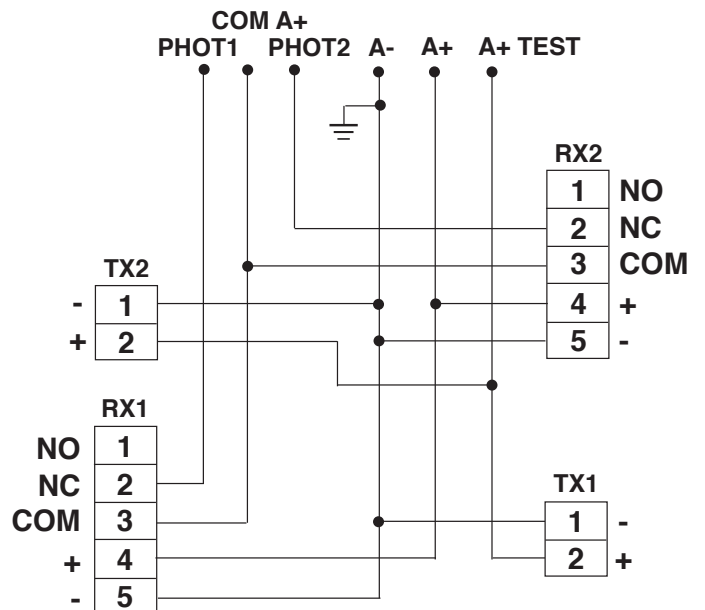 COM A+
PHOT1 PHOT2 A- A+ A+ TEST
RX2
1 NO
2 NC
3 COM
4 +
5 -
TX2
- 1
+ 2
RX1
NO 1
NC 2
COM 3
+ 4
- 5
TX1
1 -
2 +